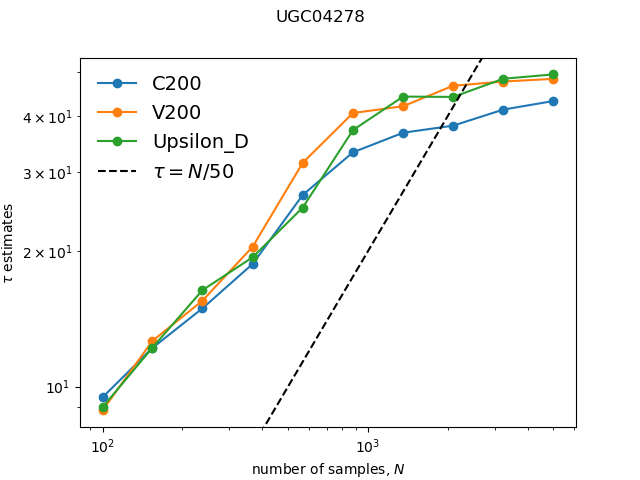 UGC04278
C200
V200
Upsilon_D
τ = N/50
4 × 10¹
3 × 10¹
2 × 10¹
10¹
τ estimates
10² 10³
number of samples, N